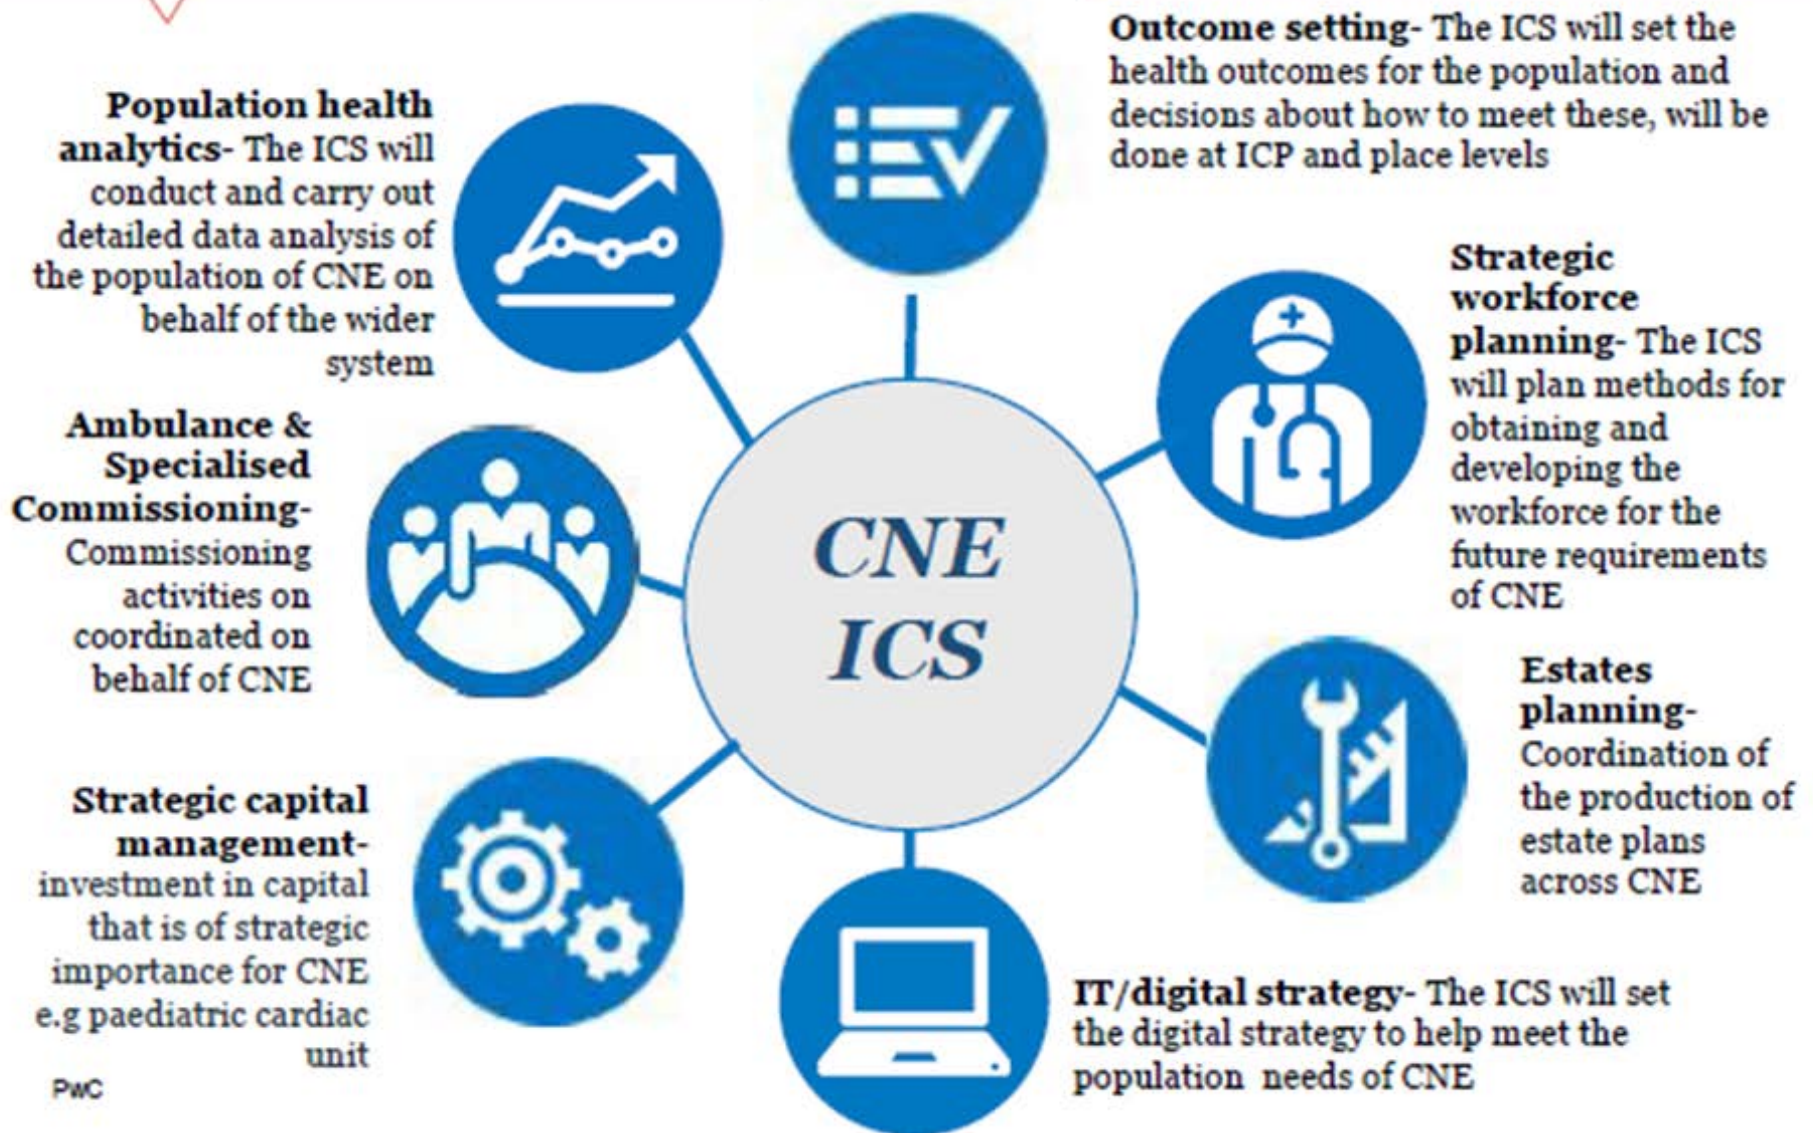 Outcome setting- The ICS will set the
health outcomes for the population and
decisions about how to meet these, will be
done at ICP and place levels
Population health
analytics- The ICS will
conduct and carry out
detailed data analysis of
the population of CNE on
behalf of the wider
system
Strategic
workforce
planning- The ICS
will plan methods for
obtaining and
developing the
workforce for the
future requirements
of CNE
Ambulance &
Specialised
Commissioning-
Commissioning
activities on
coordinated on
behalf of CNE
CNE
ICS
Estates
planning-
Coordination of
the production of
estate plans
across CNE
Strategic capital
management-
investment in capital
that is of strategic
importance for CNE
e.g paediatric cardiac
unit
IT/digital strategy- The ICS will set
the digital strategy to help meet the
population needs of CNE
PwC